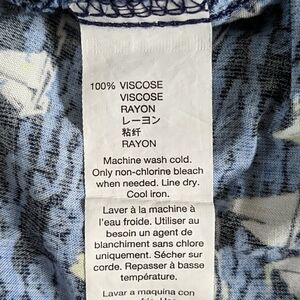 100% VISCOSE
VISCOSE
RAYON
レーヨン
粘纤
RAYON
Machine wash cold.
Only non-chlorine bleach
when needed. Line dry.
Cool iron.
Laver à la machine à
l'eau froide. Utiliser au
besoin un agent de
blanchiment sans chlore
uniquement. Sécher sur
corde. Repasser à basse
température.
Lavar a maquina con